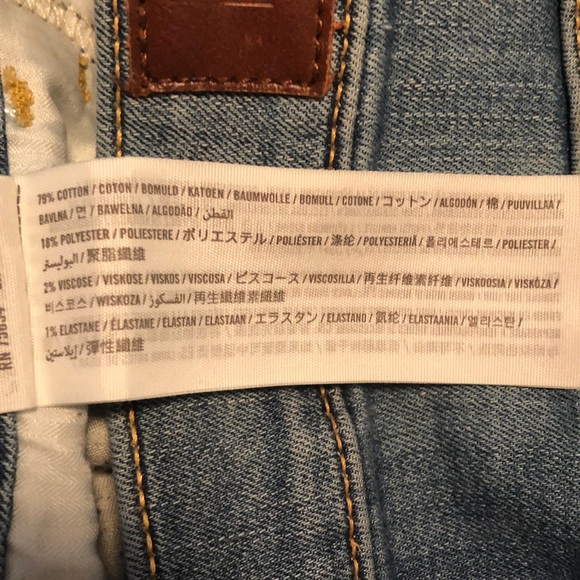 79% COTTON / COTON / BOMULD / KATOEN / BAUMWOLLE / BOMULL / COTONE / コットン / ALGODÓN / 棉 / PUUVILLAA /
BAVLNA / 면 / BAWEŁNA / ALGODÃO / القطن
18% POLYESTER / POLIESTERE / ポリエステル / POLIÉSTER / 涤纶 / POLYESTERIÄ / 폴리에스테르 / POLIESTER /
البوليستر / 聚脂纖維
2% VISCOSE / VISKOSE / VISKOS / VISCOSA / ビスコース / VISCOSILLA / 再生纤维素纤维 / VISKOOSIA / VISKÓZA /
비스코스 / WISKOZA / الفسكوز / 再生纖維素纖維
1% ELASTANE / ÉLASTANE / ELASTAN / ELASTAAN / エラスタン / ELASTANO / 氨纶 / ELASTAANIA / 엘라스탄 /
إيلاستين / 彈性纖維
RN 75654